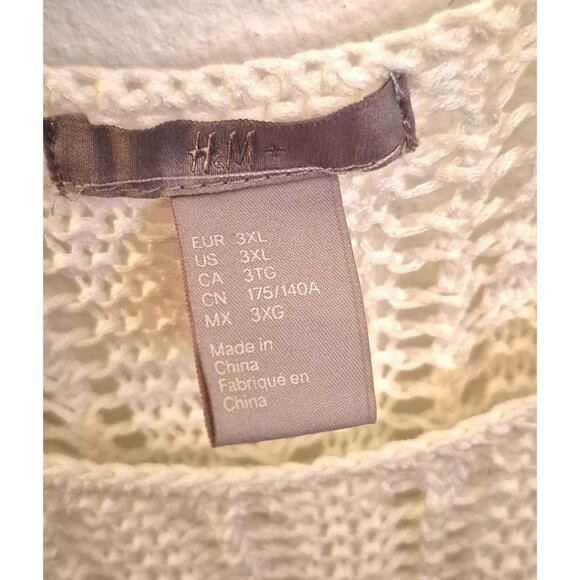 H&M+
EUR 3XL
US 3XL
CA 3TG
CN 175/140A
MX 3XG
Made in
China
Fabriqué en
China